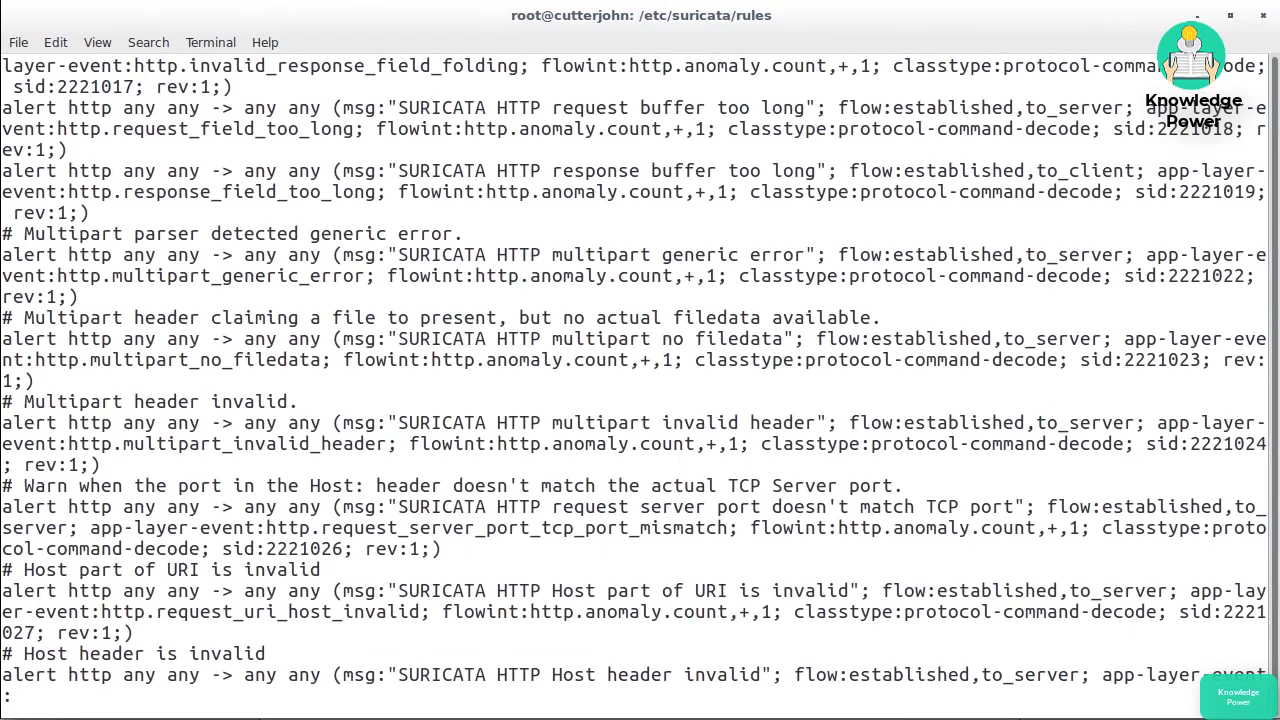 root@cutterjohn: /etc/suricata/rules
File Edit View Search Terminal Help
layer-event:http.invalid_response_field_folding; flowint:http.anomaly.count,+,1; classtype:protocol-command-decode;
sid:2221017; rev:1;)
alert http any any -> any any (msg:"SURICATA HTTP request buffer too long"; flow:established,to_server; app-layer-e
vent:http.request_field_too_long; flowint:http.anomaly.count,+,1; classtype:protocol-command-decode; sid:2221018; r
ev:1;)
alert http any any -> any any (msg:"SURICATA HTTP response buffer too long"; flow:established,to_client; app-layer-
event:http.response_field_too_long; flowint:http.anomaly.count,+,1; classtype:protocol-command-decode; sid:2221019;
rev:1;)
# Multipart parser detected generic error.
alert http any any -> any any (msg:"SURICATA HTTP multipart generic error"; flow:established,to_server; app-layer-e
vent:http.multipart_generic_error; flowint:http.anomaly.count,+,1; classtype:protocol-command-decode; sid:2221022;
rev:1;)
# Multipart header claiming a file to present, but no actual filedata available.
alert http any any -> any any (msg:"SURICATA HTTP multipart no filedata"; flow:established,to_server; app-layer-eve
nt:http.multipart_no_filedata; flowint:http.anomaly.count,+,1; classtype:protocol-command-decode; sid:2221023; rev:
1;)
# Multipart header invalid.
alert http any any -> any any (msg:"SURICATA HTTP multipart invalid header"; flow:established,to_server; app-layer-
event:http.multipart_invalid_header; flowint:http.anomaly.count,+,1; classtype:protocol-command-decode; sid:2221024
; rev:1;)
# Warn when the port in the Host: header doesn't match the actual TCP Server port.
alert http any any -> any any (msg:"SURICATA HTTP request server port doesn't match TCP port"; flow:established,to_
server; app-layer-event:http.request_server_port_tcp_port_mismatch; flowint:http.anomaly.count,+,1; classtype:proto
col-command-decode; sid:2221026; rev:1;)
# Host part of URI is invalid
alert http any any -> any any (msg:"SURICATA HTTP Host part of URI is invalid"; flow:established,to_server; app-lay
er-event:http.request_uri_host_invalid; flowint:http.anomaly.count,+,1; classtype:protocol-command-decode; sid:2221
027; rev:1;)
# Host header is invalid
alert http any any -> any any (msg:"SURICATA HTTP Host header invalid"; flow:established,to_server; app-layer-event
:
Knowledge
Power
Knowledge
Power